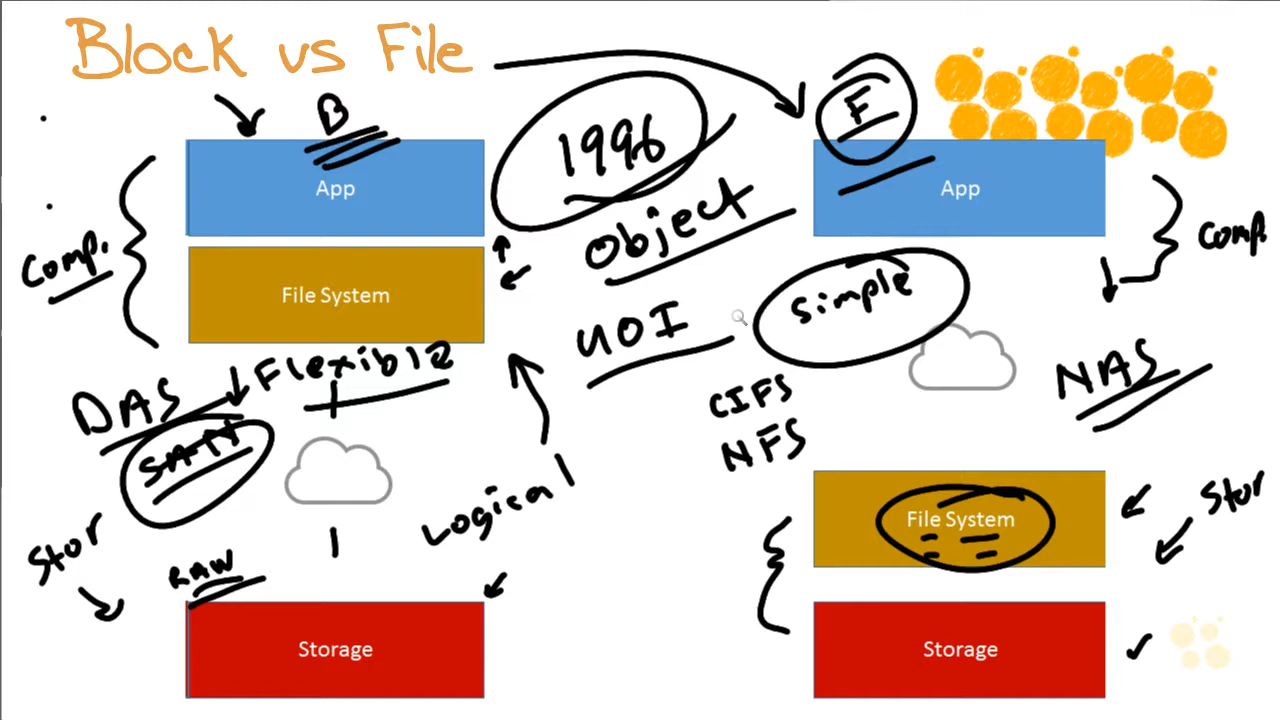 Block vs File
B
App
File System
Comp.
DAS
SAN
Flexible
Stor
RAW
Logical
Storage
1996
Object
UOI
Simple
CIFS
NFS
F
App
Comp
NAS
File System
Stor
Storage